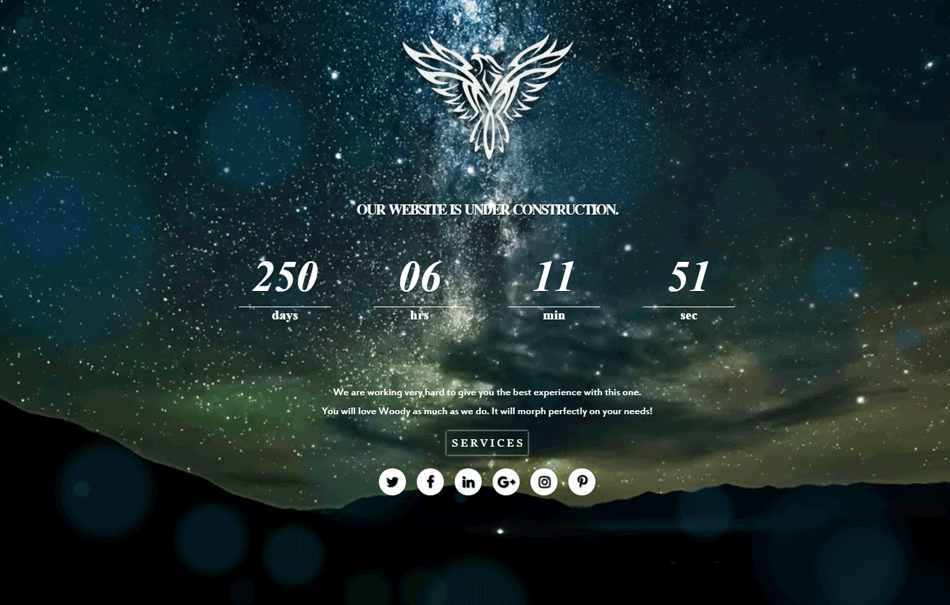 OUR WEBSITE IS UNDER CONSTRUCTION.
250 06 11 51
days hrs min sec
We are working very hard to give you the best experience with this one.
You will love Woody as much as we do. It will morph perfectly on your needs!
SERVICES